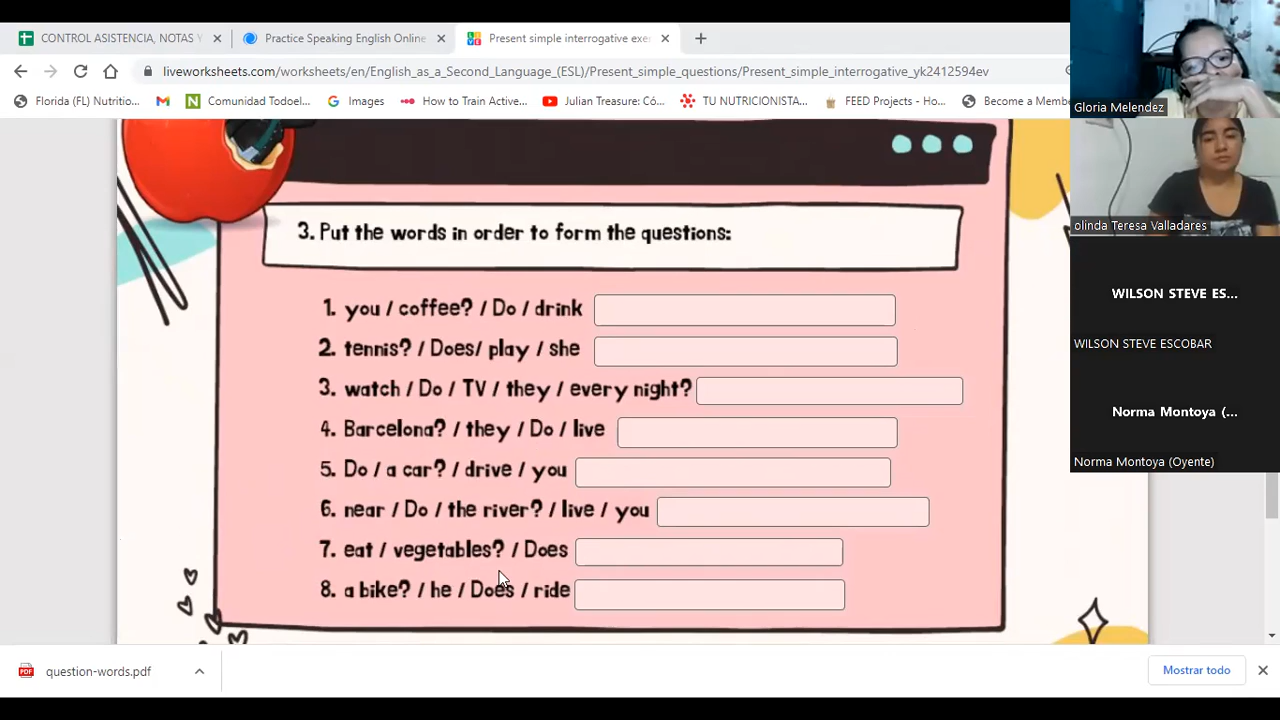 CONTROL ASISTENCIA, NOTAS Y
Practice Speaking English Online
Present simple interrogative exe
liveworksheets.com/worksheets/en/English_as_a_Second_Language_(ESL)/Present_simple_questions/Present_simple_interrogative_yk2412594ev
Florida (FL) Nutritio...
Comunidad Todoel...
Images
How to Train Active...
Julian Treasure: Có...
TU NUTRICIONISTA...
FEED Projects - Ho...
Become a Membe
Gloria Melendez
olinda Teresa Valladares
WILSON STEVE ES...
WILSON STEVE ESCOBAR
Norma Montoya (...
Norma Montoya (Oyente)
3. Put the words in order to form the questions:
1. you / coffee? / Do / drink
2. tennis? / Does/ play / she
3. watch / Do / TV / they / every night?
4. Barcelona? / they / Do / live
5. Do / a car? / drive / you
6. near / Do / the river? / live / you
7. eat / vegetables? / Does
8. a bike? / he / Does / ride
question-words.pdf
Mostrar todo